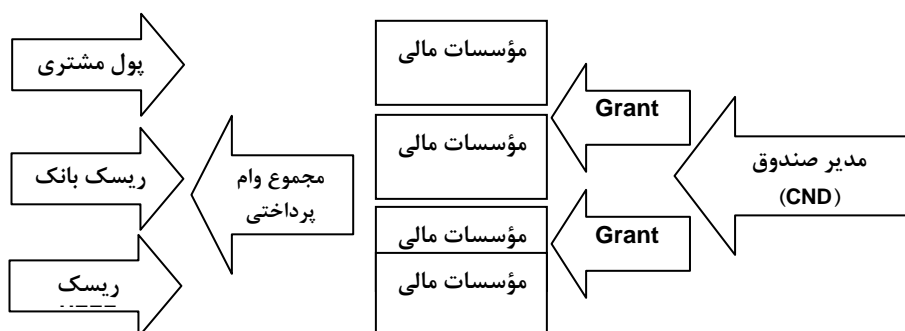 پول مشتری
ریسک بانک
ریسک
مجموع وام
پرداختی
مؤسسات مالی
مؤسسات مالی
مؤسسات مالی
مؤسسات مالی
Grant
Grant
مدیر صندوق
(CND)